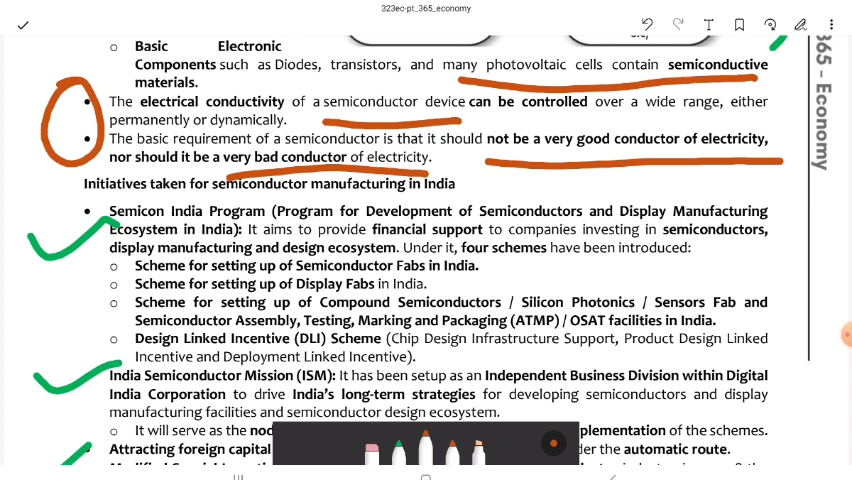 323ec-pt_365_economy
T
365 – Economy
o Basic Electronic
Components such as Diodes, transistors, and many photovoltaic cells contain semiconductive
materials.
• The electrical conductivity of a semiconductor device can be controlled over a wide range, either
permanently or dynamically.
• The basic requirement of a semiconductor is that it should not be a very good conductor of electricity,
nor should it be a very bad conductor of electricity.
Initiatives taken for semiconductor manufacturing in India
• Semicon India Program (Program for Development of Semiconductors and Display Manufacturing
Ecosystem in India): It aims to provide financial support to companies investing in semiconductors,
display manufacturing and design ecosystem. Under it, four schemes have been introduced:
o Scheme for setting up of Semiconductor Fabs in India.
o Scheme for setting up of Display Fabs in India.
o Scheme for setting up of Compound Semiconductors / Silicon Photonics / Sensors Fab and
Semiconductor Assembly, Testing, Marking and Packaging (ATMP) / OSAT facilities in India.
o Design Linked Incentive (DLI) Scheme (Chip Design Infrastructure Support, Product Design Linked
Incentive and Deployment Linked Incentive).
India Semiconductor Mission (ISM): It has been setup as an Independent Business Division within Digital
India Corporation to drive India's long-term strategies for developing semiconductors and display
manufacturing facilities and semiconductor design ecosystem.
o It will serve as the of the schemes.
Attracting foreign capital the automatic route.